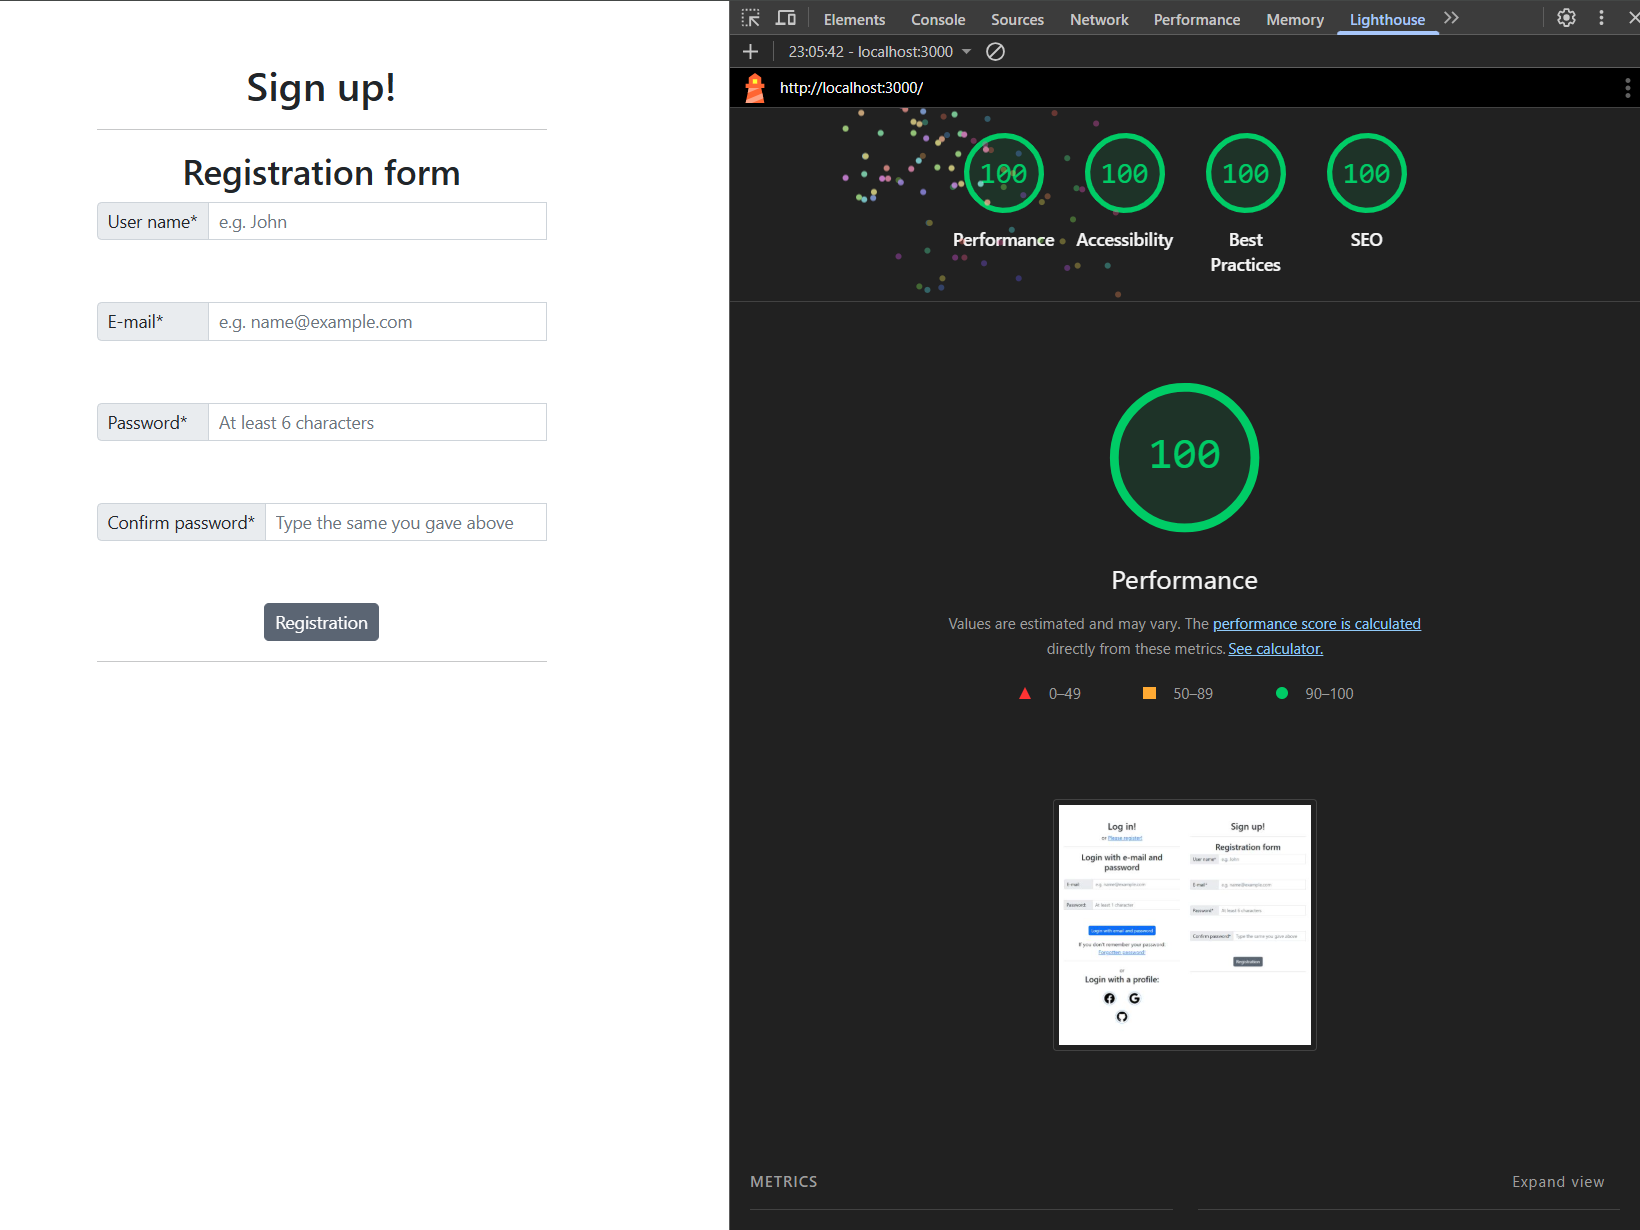 Sign up!
Registration form
User name*
e.g. John
E-mail*
e.g. name@example.com
Password*
At least 6 characters
Confirm password*
Type the same you gave above
Registration
Elements
Console
Sources
Network
Performance
Memory
Lighthouse
23:05:42 - localhost:3000
http://localhost:3000/
100
100
100
100
Performance
Accessibility
Best
Practices
SEO
100
Performance
Values are estimated and may vary. The performance score is calculated
directly from these metrics. See calculator.
0–49
50–89
90–100
Log in!
or Please register!
Login with e-mail and
password
E-mail
e.g. name@example.com
Password
At least 1 character
Login with email and password
If you don't remember your password:
Forgotten password?
or
Login with a profile:
Sign up!
Registration form
User name*
e.g. John
E-mail*
e.g. name@example.com
Password*
At least 6 characters
Confirm password*
Type the same you gave above
Registration
METRICS
Expand view